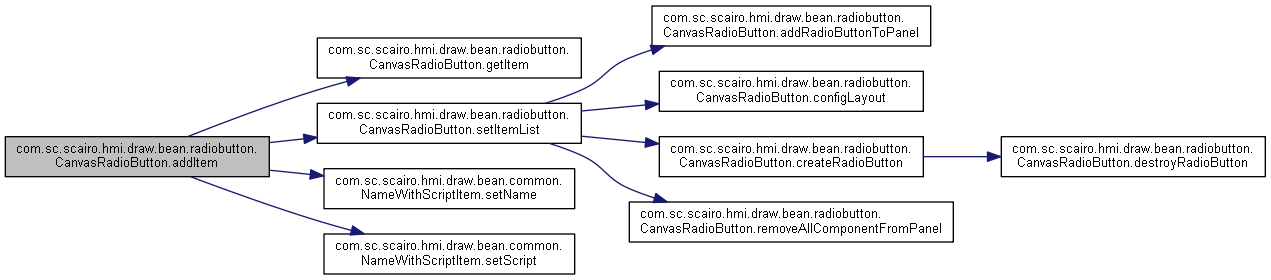 com.sc.scairo.hmi.draw.bean.radiobutton.
CanvasRadioButton.addItem
com.sc.scairo.hmi.draw.bean.radiobutton.
CanvasRadioButton.getItem
com.sc.scairo.hmi.draw.bean.radiobutton.
CanvasRadioButton.setItemList
com.sc.scairo.hmi.draw.bean.common.
NameWithScriptItem.setName
com.sc.scairo.hmi.draw.bean.common.
NameWithScriptItem.setScript
com.sc.scairo.hmi.draw.bean.radiobutton.
CanvasRadioButton.addRadioButtonToPanel
com.sc.scairo.hmi.draw.bean.radiobutton.
CanvasRadioButton.configLayout
com.sc.scairo.hmi.draw.bean.radiobutton.
CanvasRadioButton.createRadioButton
com.sc.scairo.hmi.draw.bean.radiobutton.
CanvasRadioButton.removeAllComponentFromPanel
com.sc.scairo.hmi.draw.bean.radiobutton.
CanvasRadioButton.destroyRadioButton